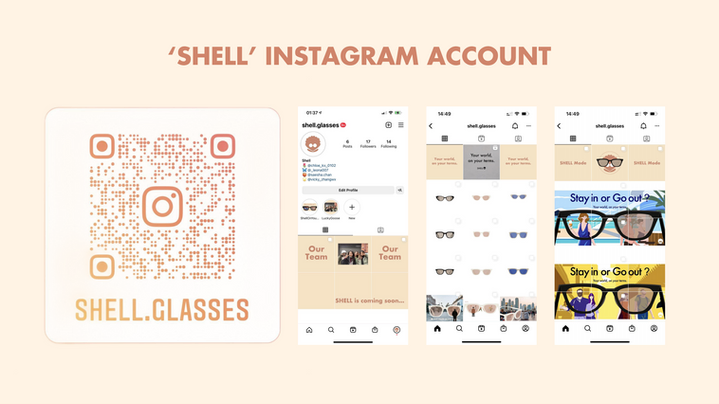 ‘SHELL’ INSTAGRAM ACCOUNT
SHELL.GLASSES
01:37
shell.glasses
6 17 14
Posts Followers Following
Shell
Edit Profile
New
Our Team
Our Team
SHELL is coming soon...
14:49
shell.glasses
Your world, on your terms.
Your world, on your terms.
Your world, on your terms.
14:49
shell.glasses
SHELL Mode
SHELL Mode
Stay in or Go out ?
Your world, on your terms.
Stay in or Go out ?
Your world, on your terms.